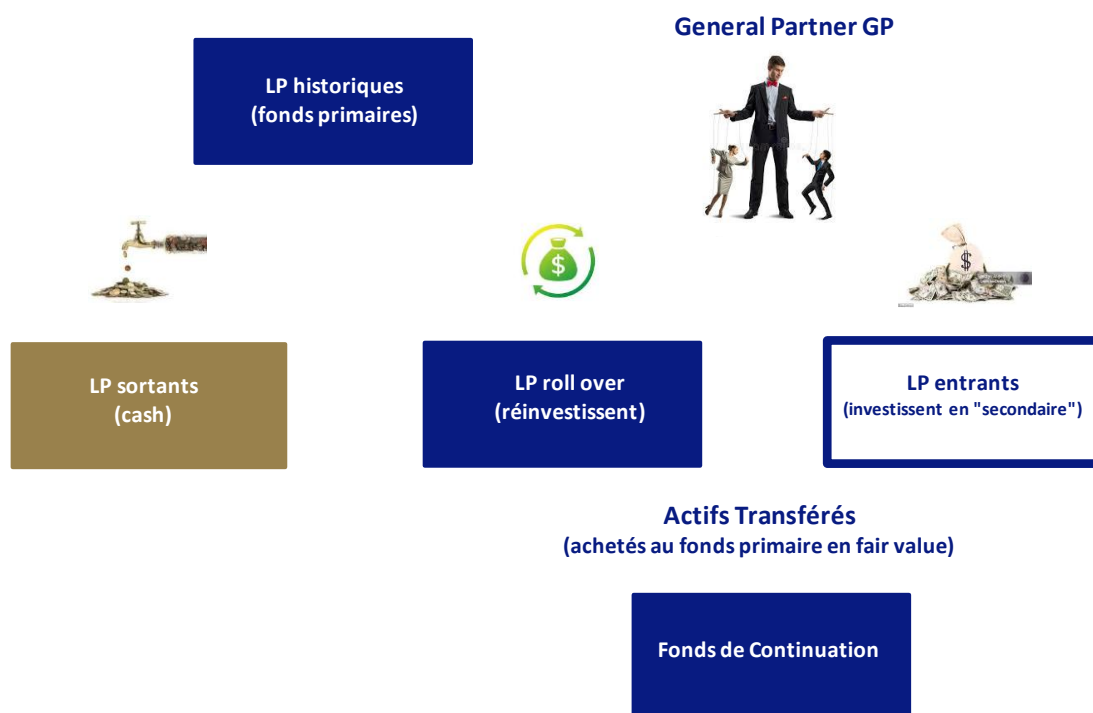 General Partner GP
LP historiques
(fonds primaires)
$
$
LP sortants
(cash)
LP roll over
(réinvestissent)
LP entrants
(investissent en "secondaire")
Actifs Transférés
(achetés au fonds primaire en fair value)
Fonds de Continuation